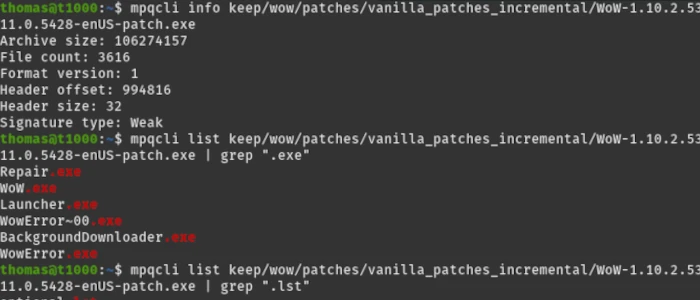 thomas@t1000:~$ mpqcli info keep/wow/patches/vanilla_patches_incremental/WoW-1.10.2.53
11.0.5428-enUS-patch.exe
Archive size: 106274157
File count: 3616
Format version: 1
Header offset: 994816
Header size: 32
Signature type: Weak
thomas@t1000:~$ mpqcli list keep/wow/patches/vanilla_patches_incremental/WoW-1.10.2.53
11.0.5428-enUS-patch.exe | grep ".exe"
Repair.exe
WoW.exe
Launcher.exe
WowError~00.exe
BackgroundDownloader.exe
WowError.exe
thomas@t1000:~$ mpqcli list keep/wow/patches/vanilla_patches_incremental/WoW-1.10.2.53
11.0.5428-enUS-patch.exe | grep ".lst"